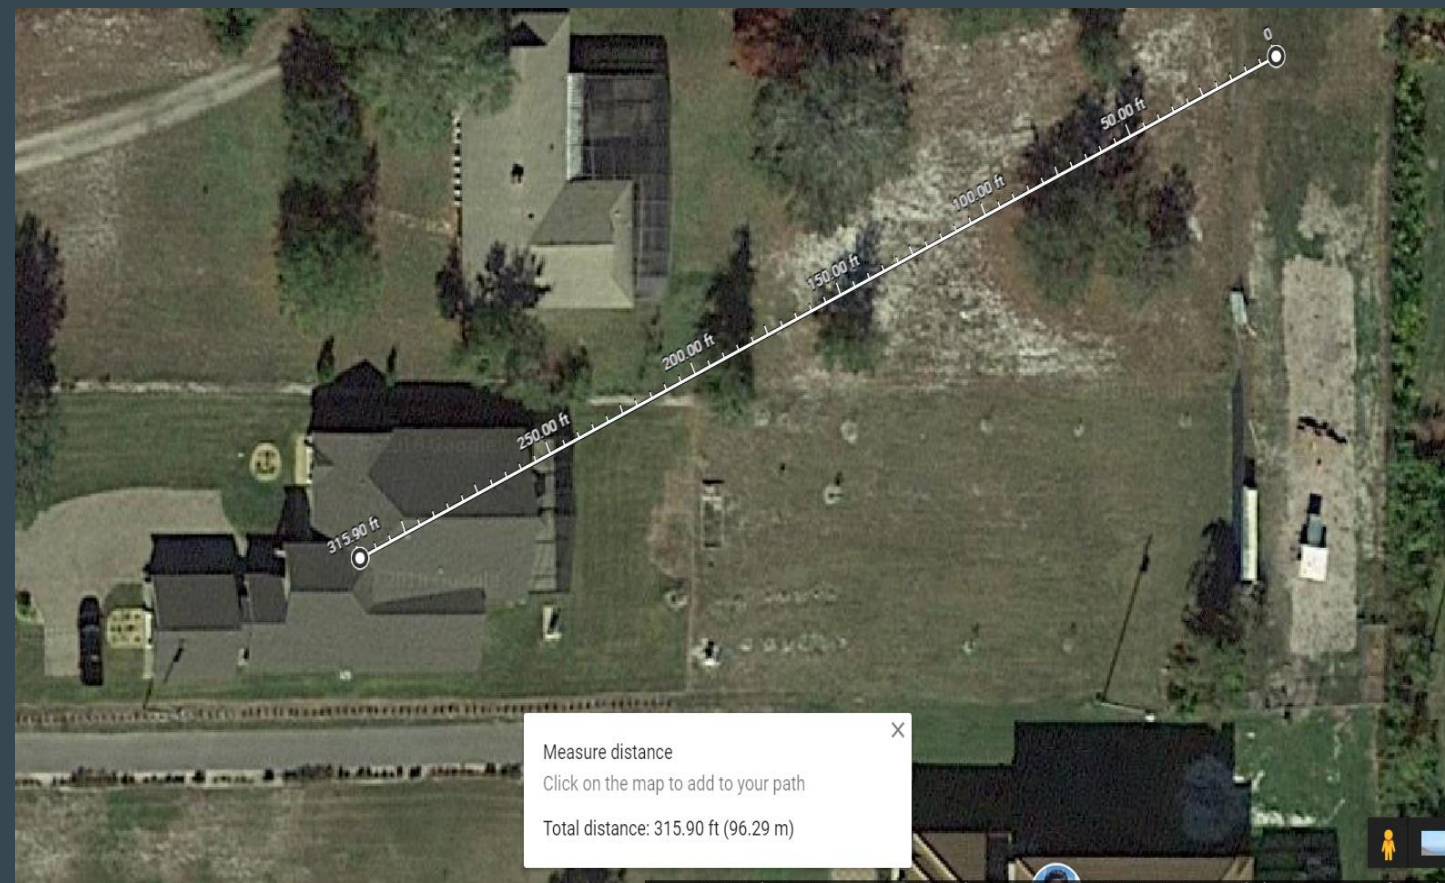 0
50.00 ft
100.00 ft
150.00 ft
200.00 ft
250.00 ft
315.90 ft
Measure distance
Click on the map to add to your path
Total distance: 315.90 ft (96.29 m)